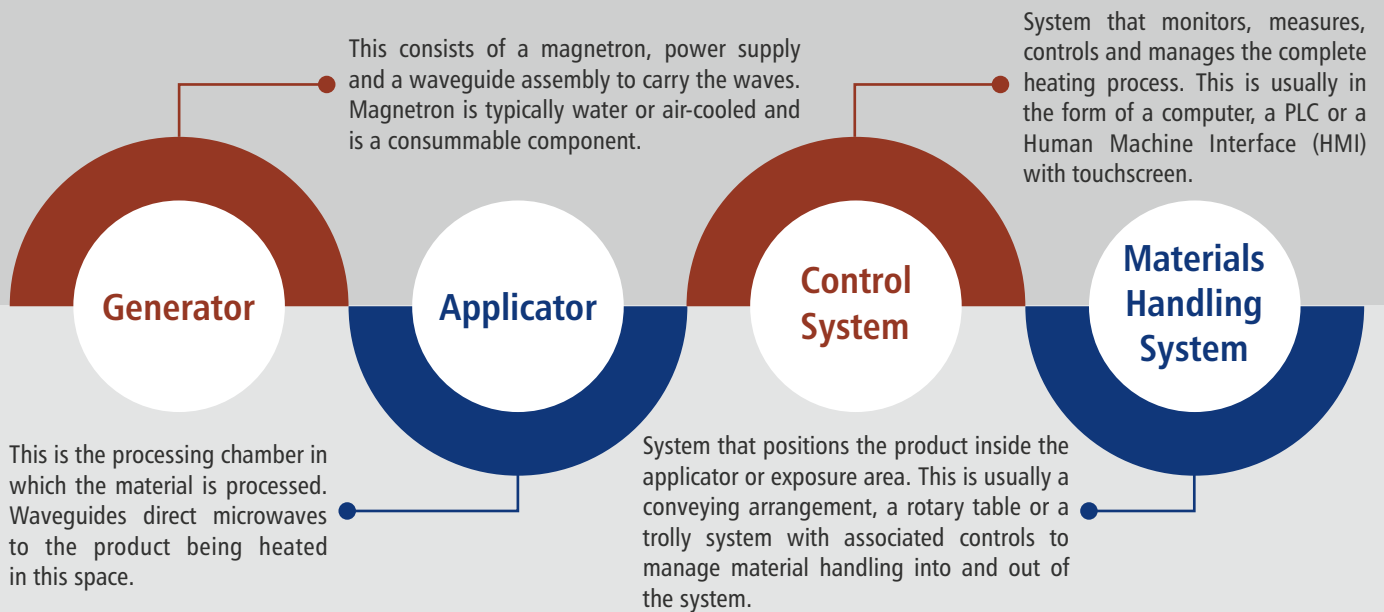 This consists of a magnetron, power supply
and a waveguide assembly to carry the waves.
Magnetron is typically water or air-cooled and
is a consummable component.
System that monitors, measures,
controls and manages the complete
heating process. This is usually in
the form of a computer, a PLC or a
Human Machine Interface (HMI)
with touchscreen.
Generator
Applicator
Control
System
Materials
Handling
System
This is the processing chamber in
which the material is processed.
Waveguides direct microwaves
to the product being heated
in this space.
System that positions the product inside the
applicator or exposure area. This is usually a
conveying arrangement, a rotary table or a
trolly system with associated controls to
manage material handling into and out of
the system.